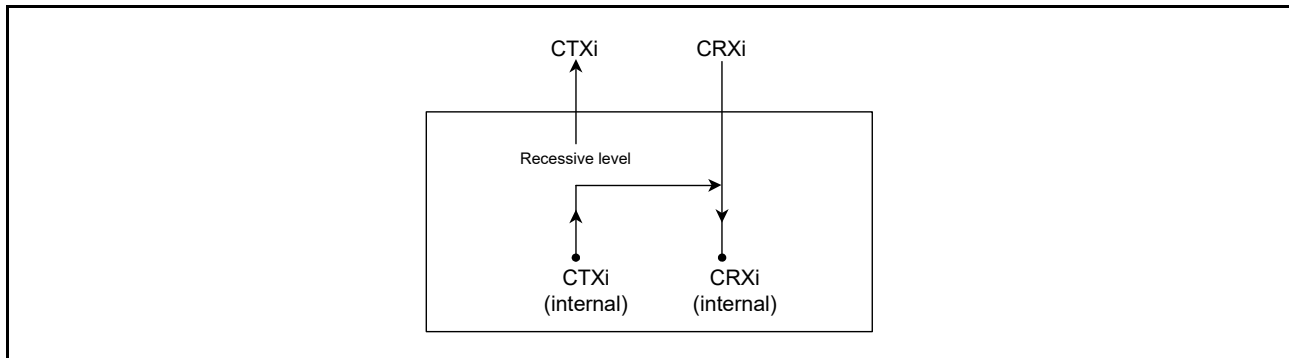 CTXi CRXi
Recessive level
CTXi CRXi
(internal) (internal)